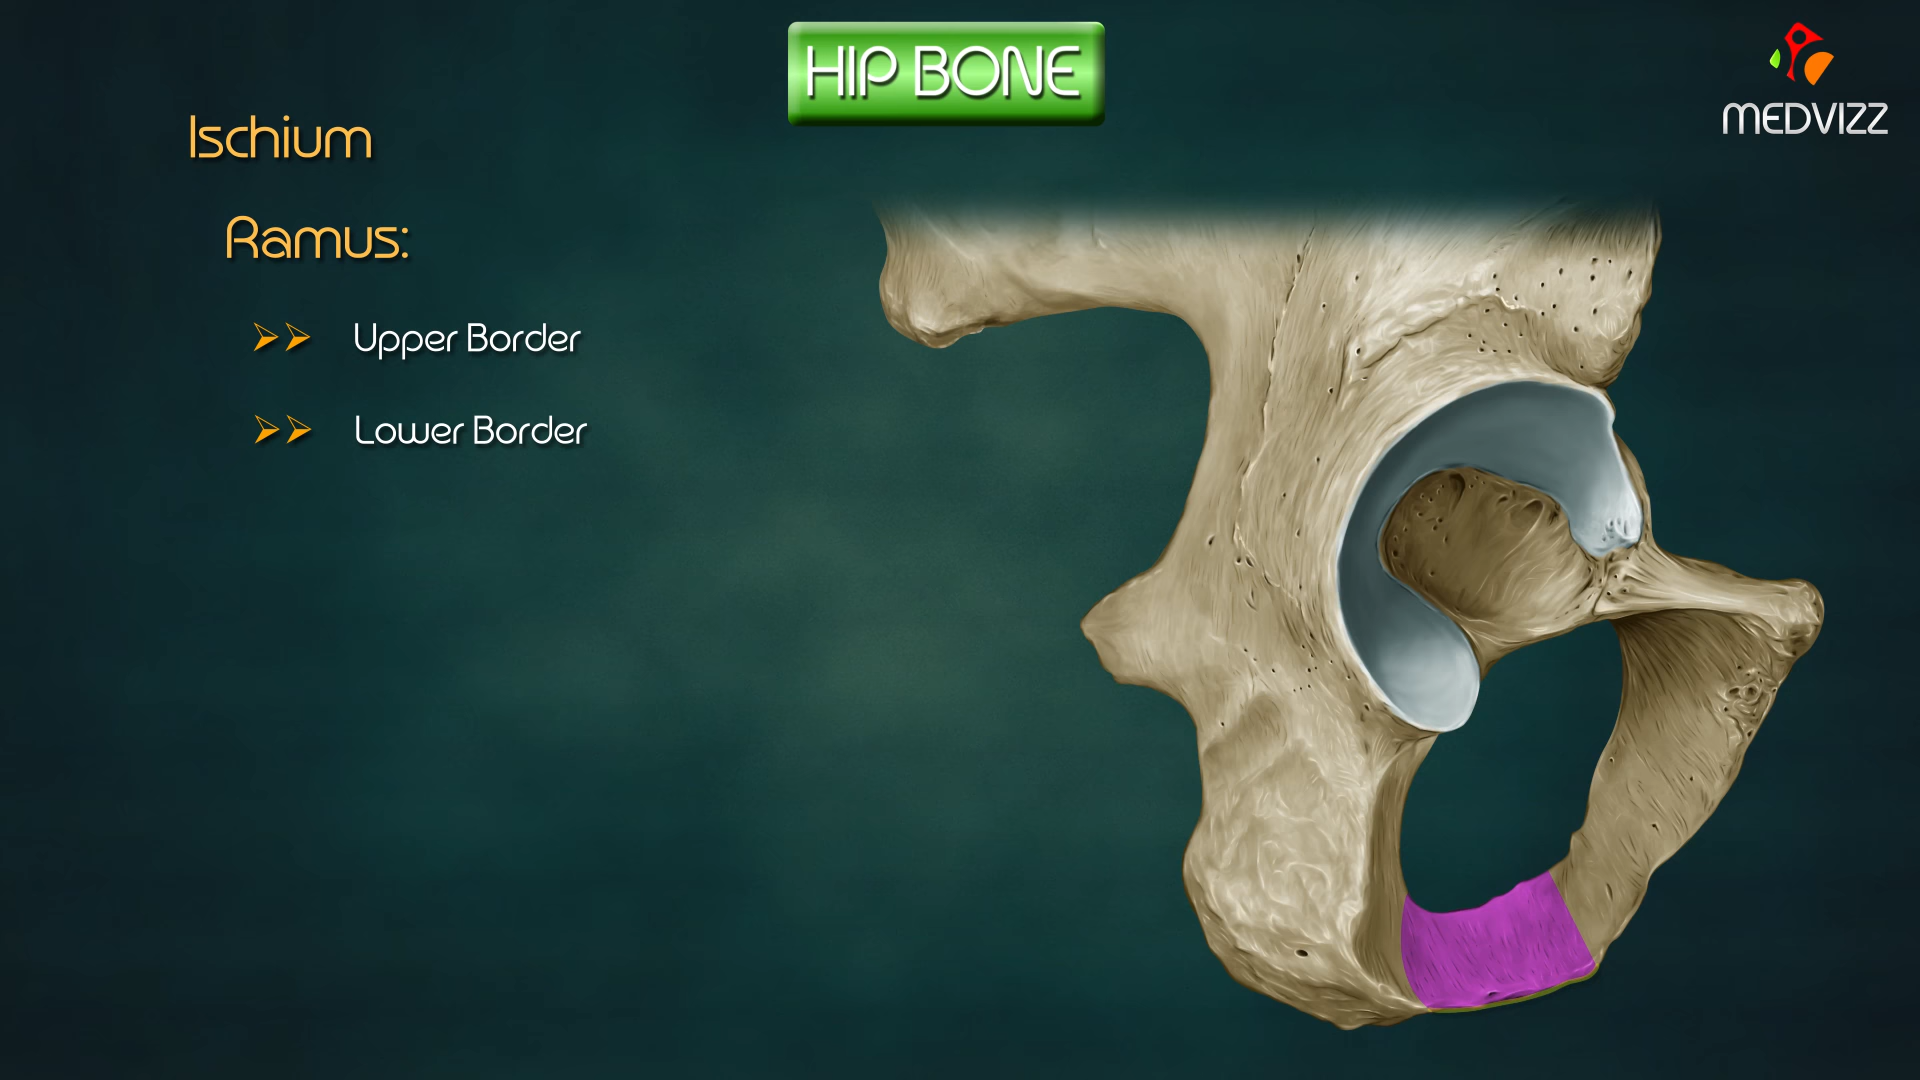 HIP BONE
MEDVIZZ
Ischium
Ramus:
Upper Border
Lower Border